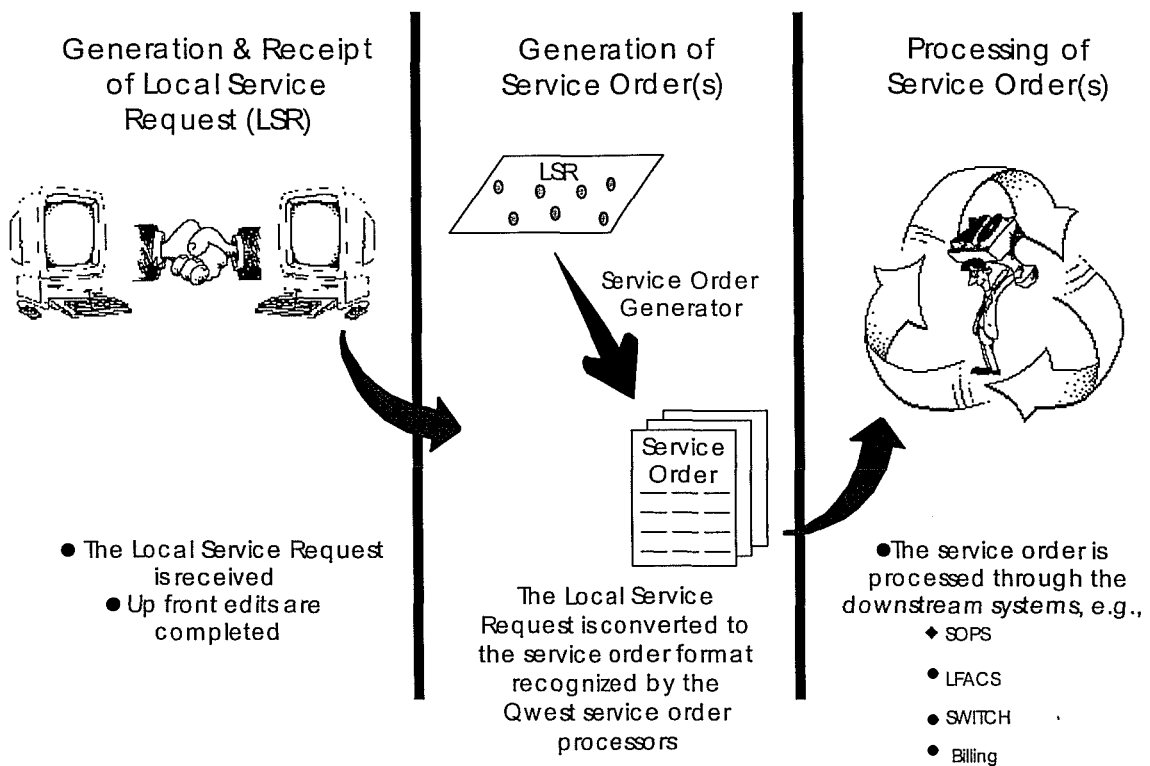 Generation & Receipt
of Local Service
Request (LSR)
● The Local Service Request
is received
● Up front edits are
completed
Generation of
Service Order(s)
LSR
Service Order
Generator
Service
Order
The Local Service
Request is converted to
the service order format
recognized by the
Qwest service order
processors
Processing of
Service Order(s)
●The service order is
processed through the
downstream systems, e.g.,
◆ SOPS
● LFACS
● SWITCH
● Billing